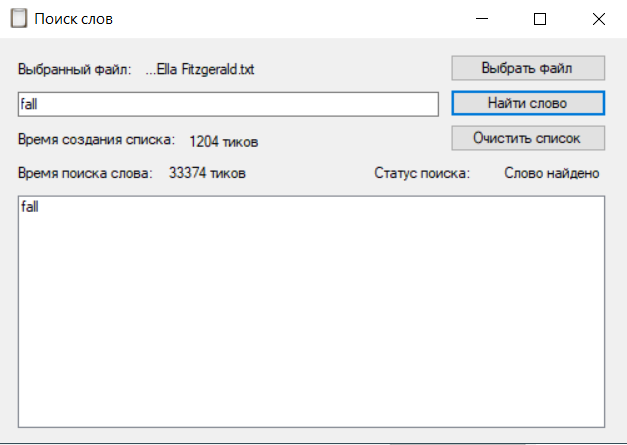 Поиск слов
Выбранный файл: ...Ella Fitzgerald.txt Выбрать файл
fall Найти слово
Время создания списка: 1204 тиков Очистить список
Время поиска слова: 33374 тиков Статус поиска: Слово найдено
fall